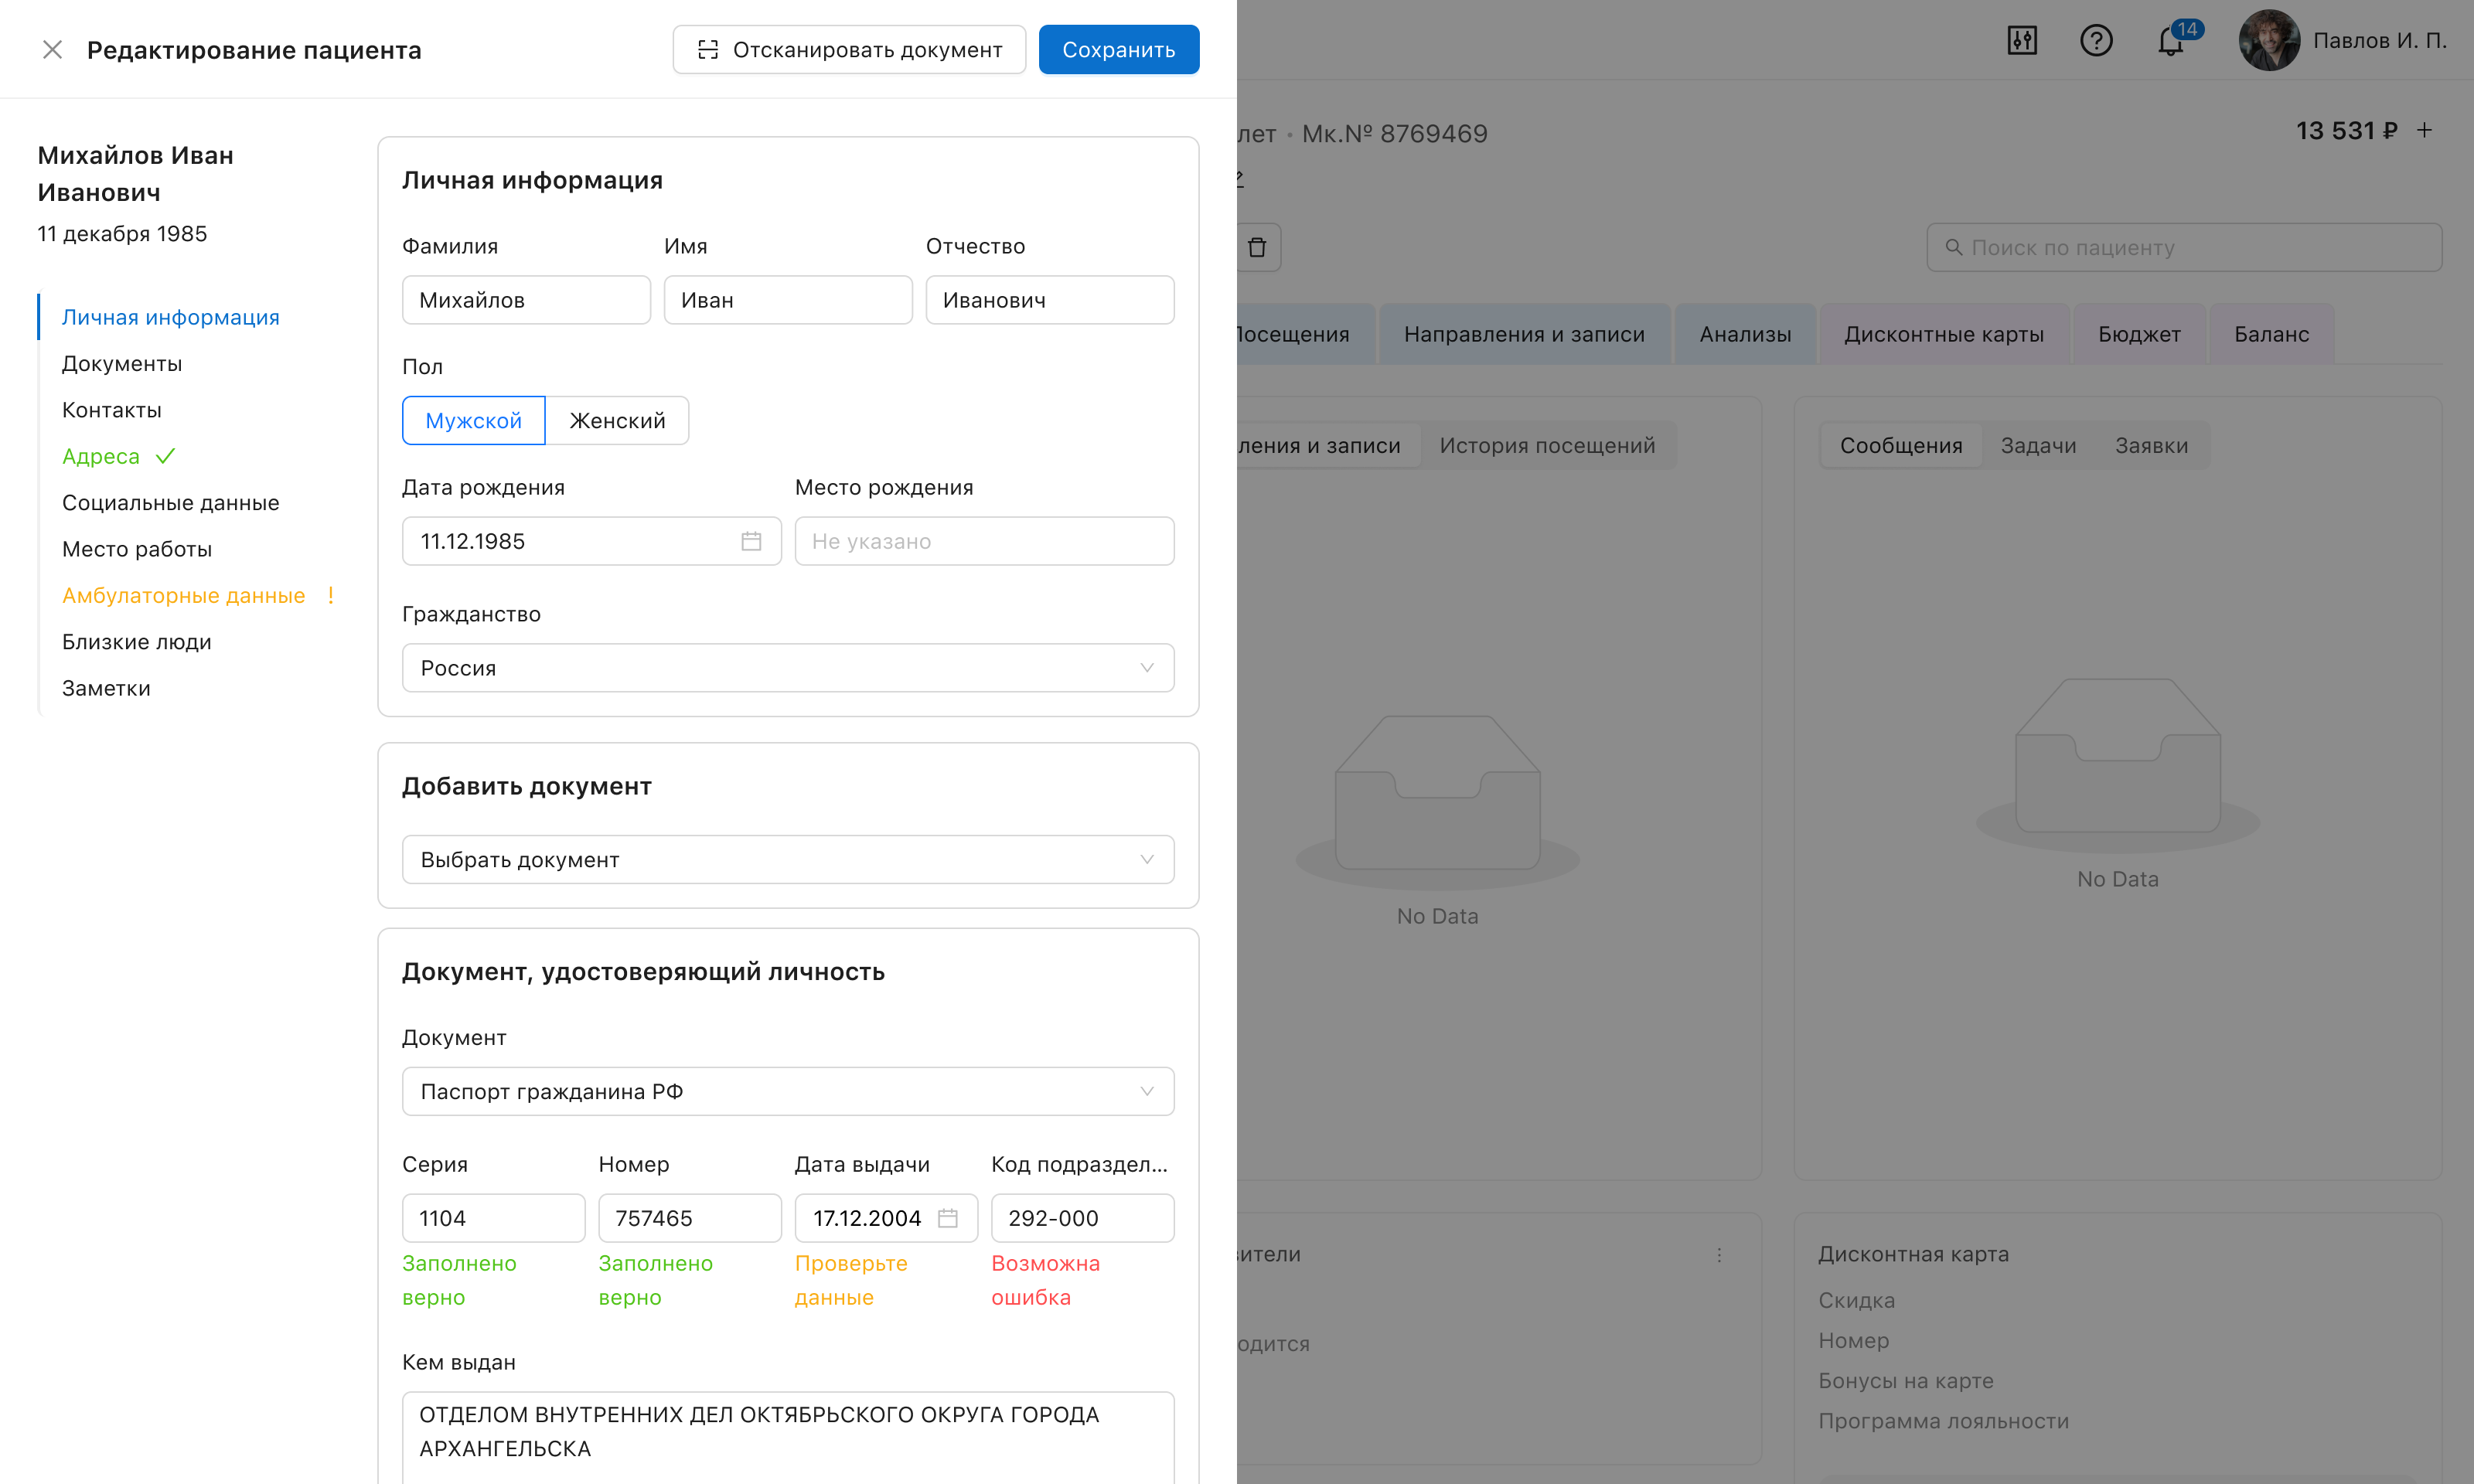 Редактирование пациента
Отсканировать документ
Сохранить
Михайлов Иван
Иванович
11 декабря 1985
Личная информация
Документы
Контакты
Адреса
Социальные данные
Место работы
Амбулаторные данные !
Близкие люди
Заметки
Личная информация
Фамилия Имя Отчество
Михайлов Иван Иванович
Пол
Мужской Женский
Дата рождения Место рождения
11.12.1985 Не указано
Гражданство
Россия
Добавить документ
Выбрать документ
Документ, удостоверяющий личность
Документ
Паспорт гражданина РФ
Серия Номер Дата выдачи Код подраздел...
1104 757465 17.12.2004 292-000
Заполнено Заполнено Проверьте Возможна
верно верно данные ошибка
Кем выдан
ОТДЕЛОМ ВНУТРЕННИХ ДЕЛ ОКТЯБРЬСКОГО ОКРУГА ГОРОДА
АРХАНГЕЛЬСКА
14
Павлов И. П.
лет • Мк.№ 8769469
13 531 ₽ +
Поиск по пациенту
Посещения Направления и записи Анализы Дисконтные карты Бюджет Баланс
ления и записи История посещений
No Data
Сообщения Задачи Заявки
No Data
вители
одится
Дисконтная карта
Скидка
Номер
Бонусы на карте
Программа лояльности